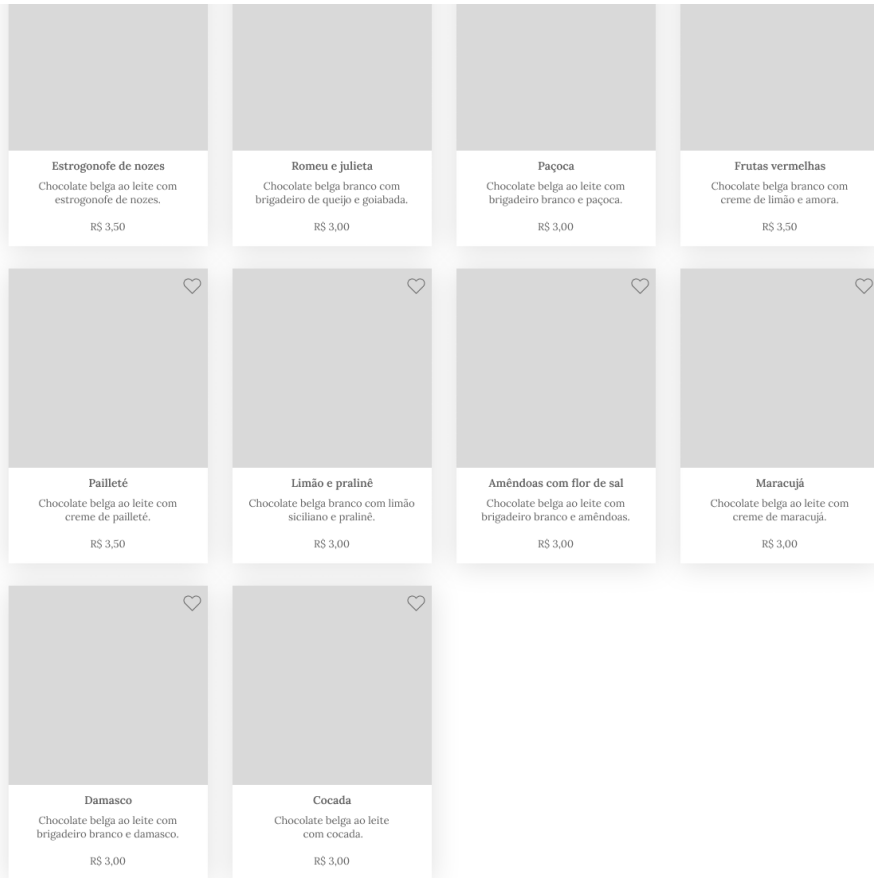 Estrogonofe de nozes
Chocolate belga ao leite com
estrogonofe de nozes.
R$ 3,50
Romeu e julieta
Chocolate belga branco com
brigadeiro de queijo e goiabada.
R$ 3,00
Paçoca
Chocolate belga ao leite com
brigadeiro branco e paçoca.
R$ 3,00
Frutas vermelhas
Chocolate belga branco com
creme de limão e amora.
R$ 3,50
Pailleté
Chocolate belga ao leite com
creme de pailleté.
R$ 3,50
Limão e pralinê
Chocolate belga branco com limão
siciliano e pralinê.
R$ 3,00
Amêndoas com flor de sal
Chocolate belga ao leite com
brigadeiro branco e amêndoas.
R$ 3,00
Maracujá
Chocolate belga ao leite com
creme de maracujá.
R$ 3,00
Damasco
Chocolate belga ao leite com
brigadeiro branco e damasco.
R$ 3,00
Cocada
Chocolate belga ao leite
com cocada.
R$ 3,00